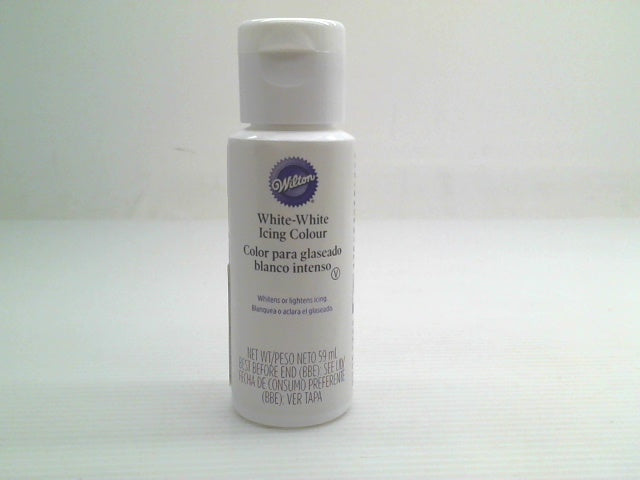 Wilton
White-White
Icing Colour
Color para glaseado
blanco intenso
V
Whitens or lightens icing.
Blanquea o aclara el glaseado.
NET WT/PESO NETO 59 mL
BEST BEFORE END (BBE): SEE LID/
FECHA DE CONSUMO PREFERENTE
(BBE): VER TAPA